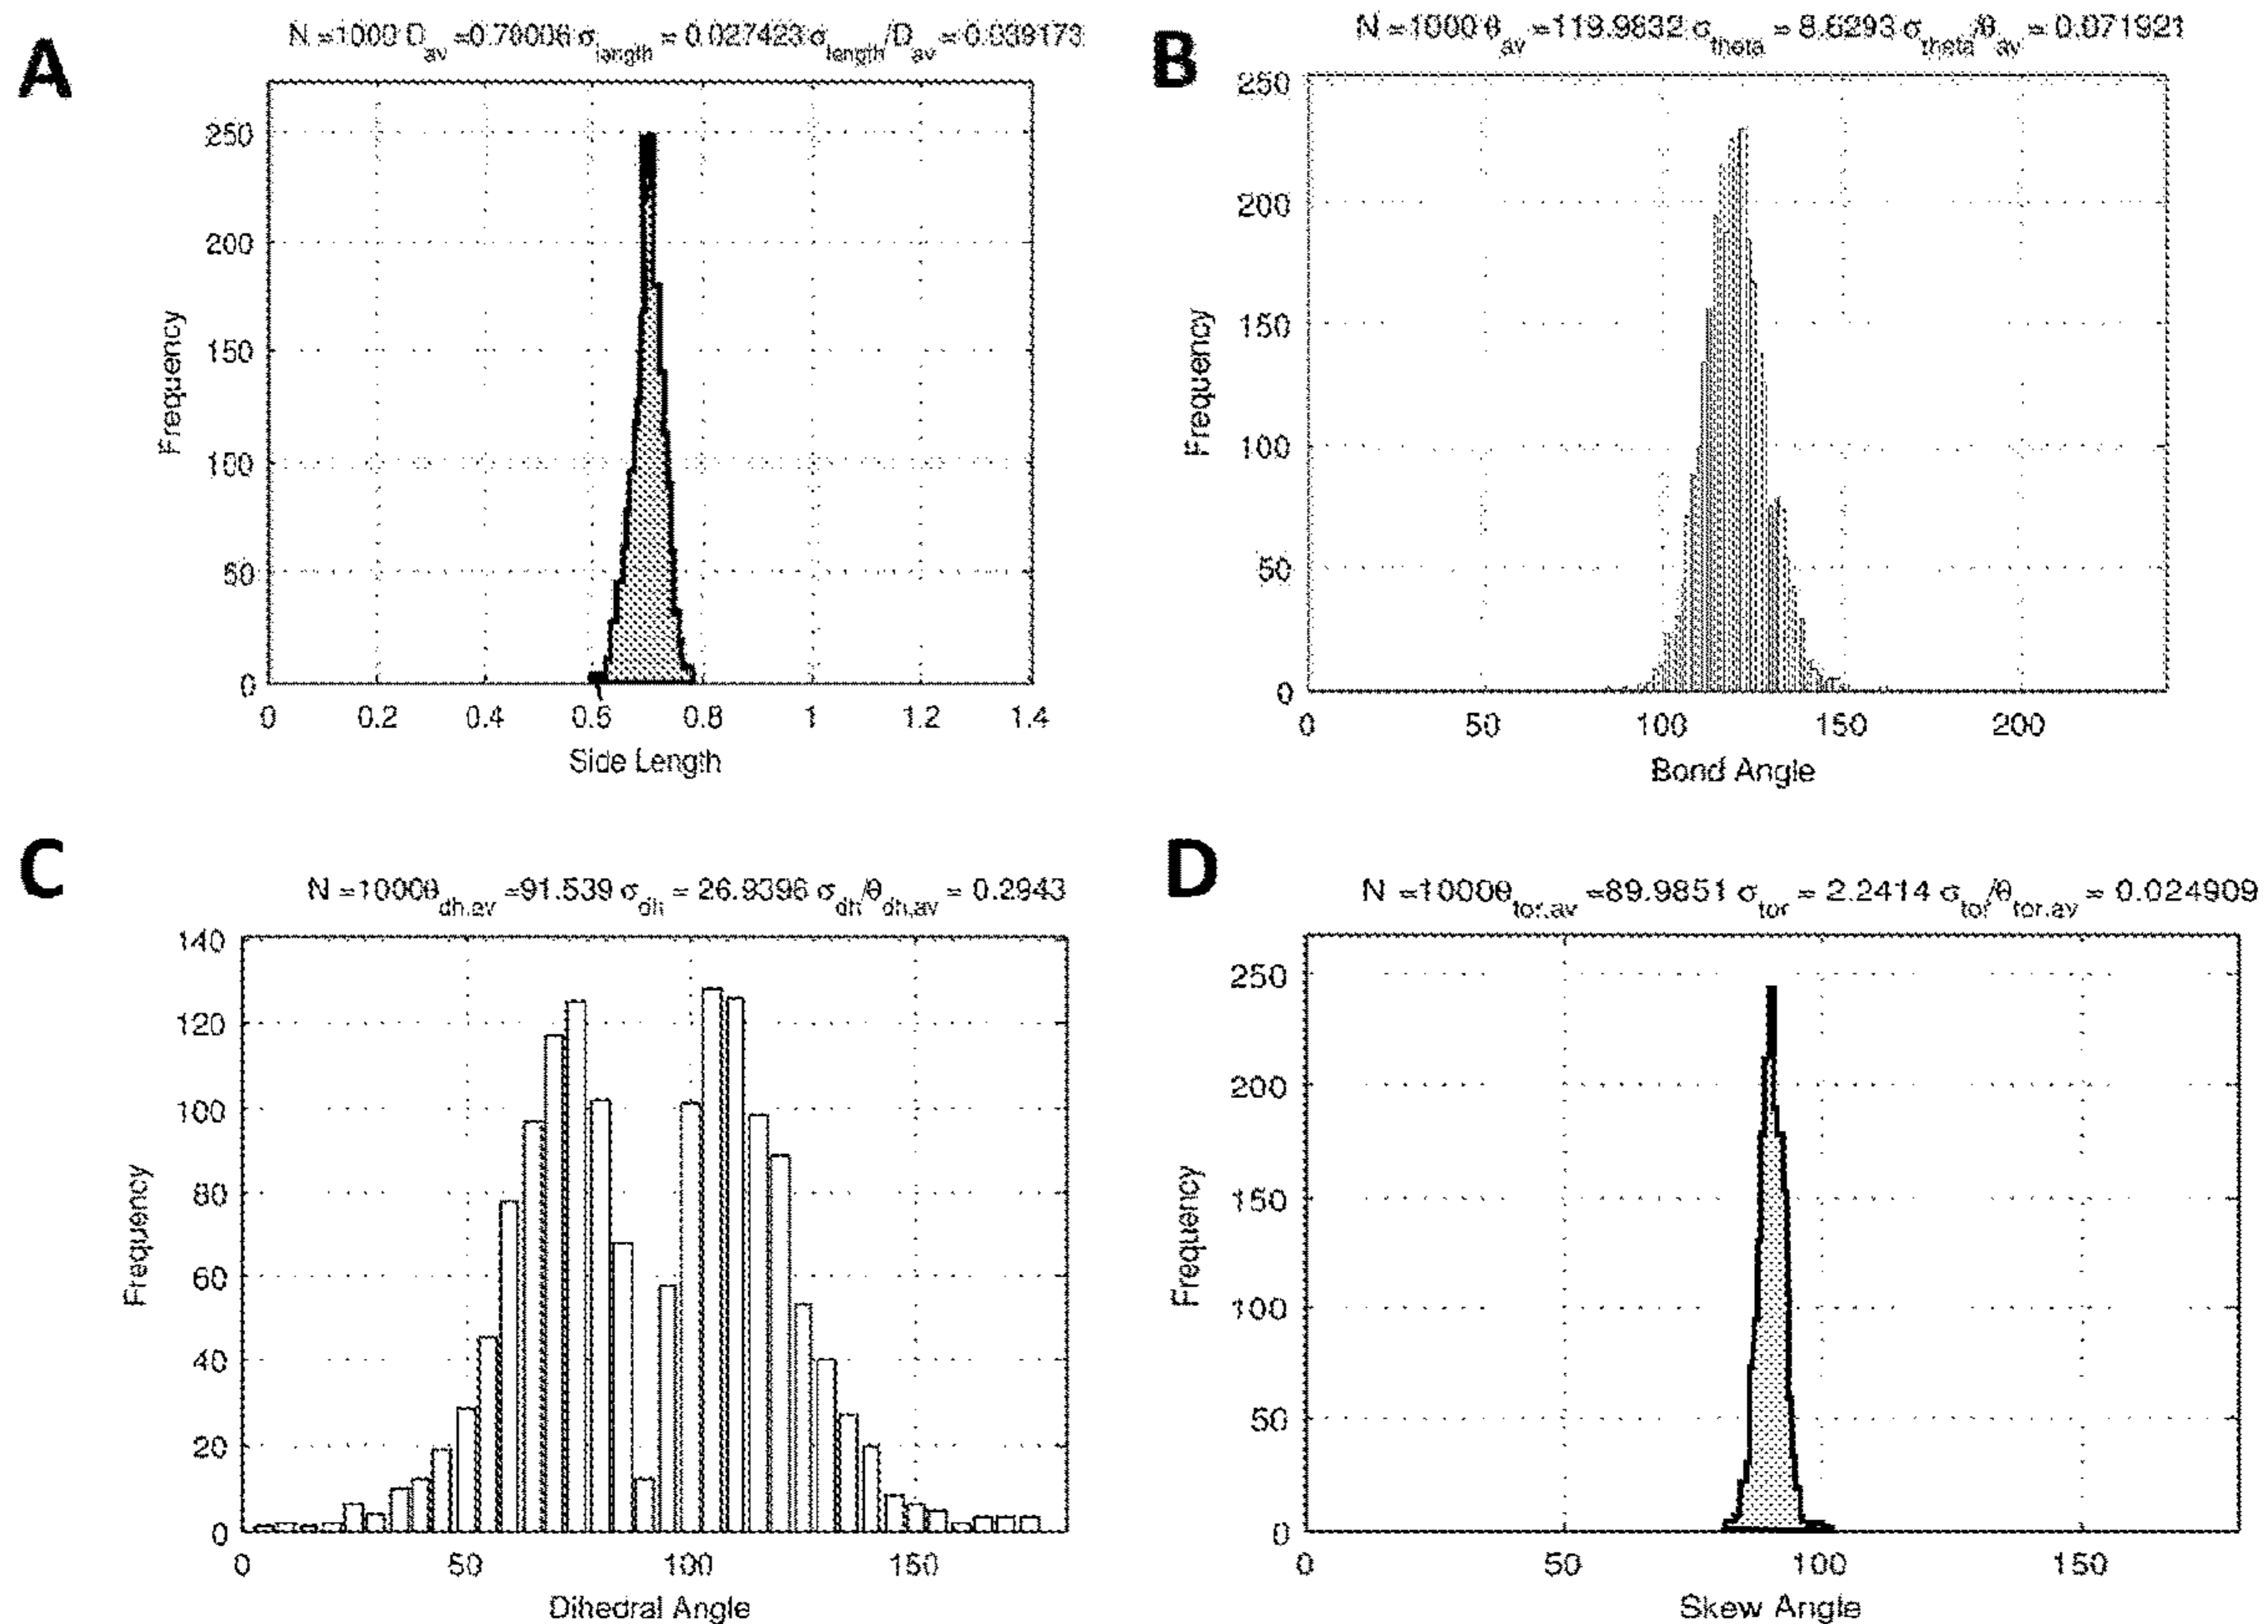 A
N =1000 D_av =0.70006 σ_length = 0.027423 σ_length/D_av = 0.039173
Frequency
250
200
150
100
50
0
0 0.2 0.4 0.6 0.8 1 1.2 1.4
Side Length
B
N =1000 θ_av =119.9832 σ_theta = 8.6293 σ_theta/θ_av = 0.071921
Frequency
250
200
150
100
50
0
0 50 100 150 200
Bond Angle
C
N =1000θ_dh,av =91.539 σ_dh = 26.9396 σ_dh/θ_dh,av = 0.2943
Frequency
140
120
100
80
60
40
20
0
0 50 100 150
Dihedral Angle
D
N =1000θ_tor,av =89.9851 σ_tor = 2.2414 σ_tor/θ_tor,av = 0.024909
Frequency
250
200
150
100
50
0
0 50 100 150
Skew Angle